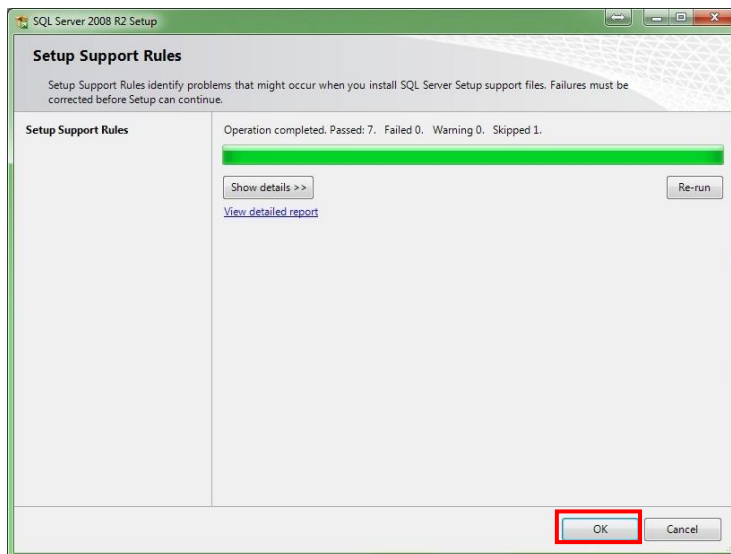 SQL Server 2008 R2 Setup
Setup Support Rules
Setup Support Rules identify problems that might occur when you install SQL Server Setup support files. Failures must be
corrected before Setup can continue.
Setup Support Rules
Operation completed. Passed: 7.   Failed 0.   Warning 0.   Skipped 1.
Show details >>
Re-run
View detailed report
OK
Cancel